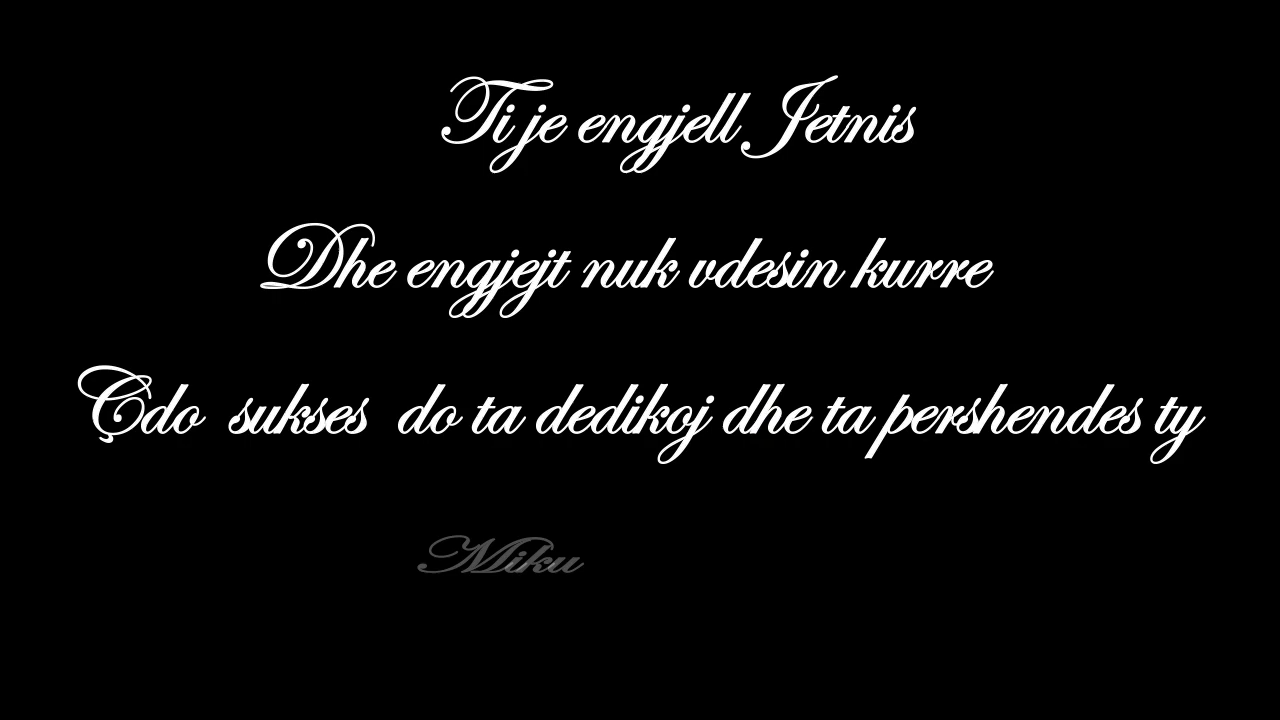 Ti je engjell Jetnis
Dhe engjejt nuk vdesin kurre
Çdo sukses do ta dedikoj dhe ta pershendes ty
Miku